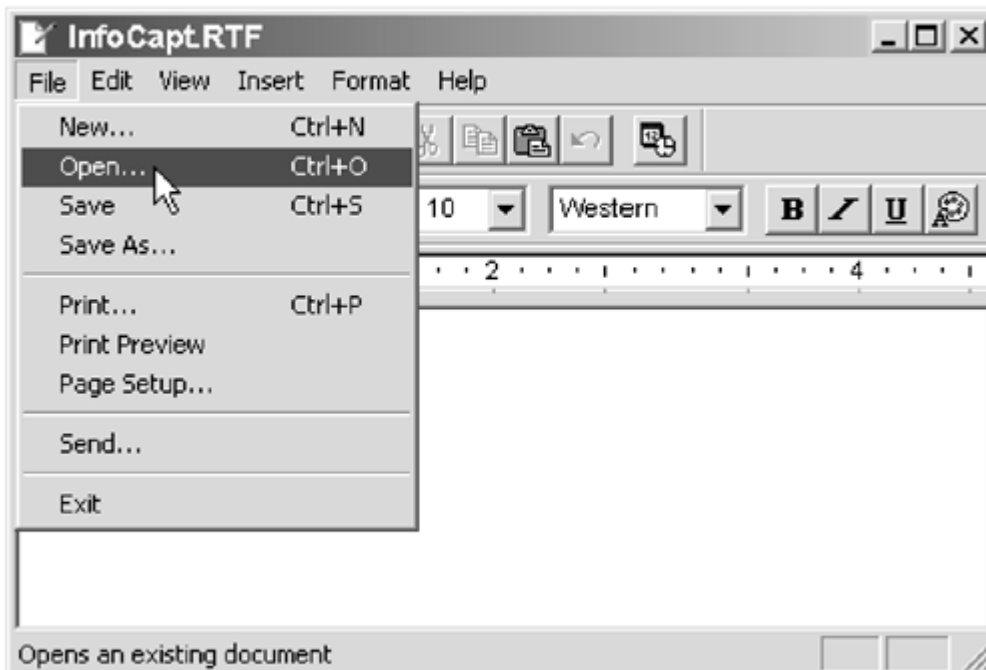 InfoCapt.RTF
File Edit View Insert Format Help
New... Ctrl+N
Open... Ctrl+O
Save Ctrl+S
Save As...
Print... Ctrl+P
Print Preview
Page Setup...
Send...
Exit
12
10 Western B I U
2 4
Opens an existing document